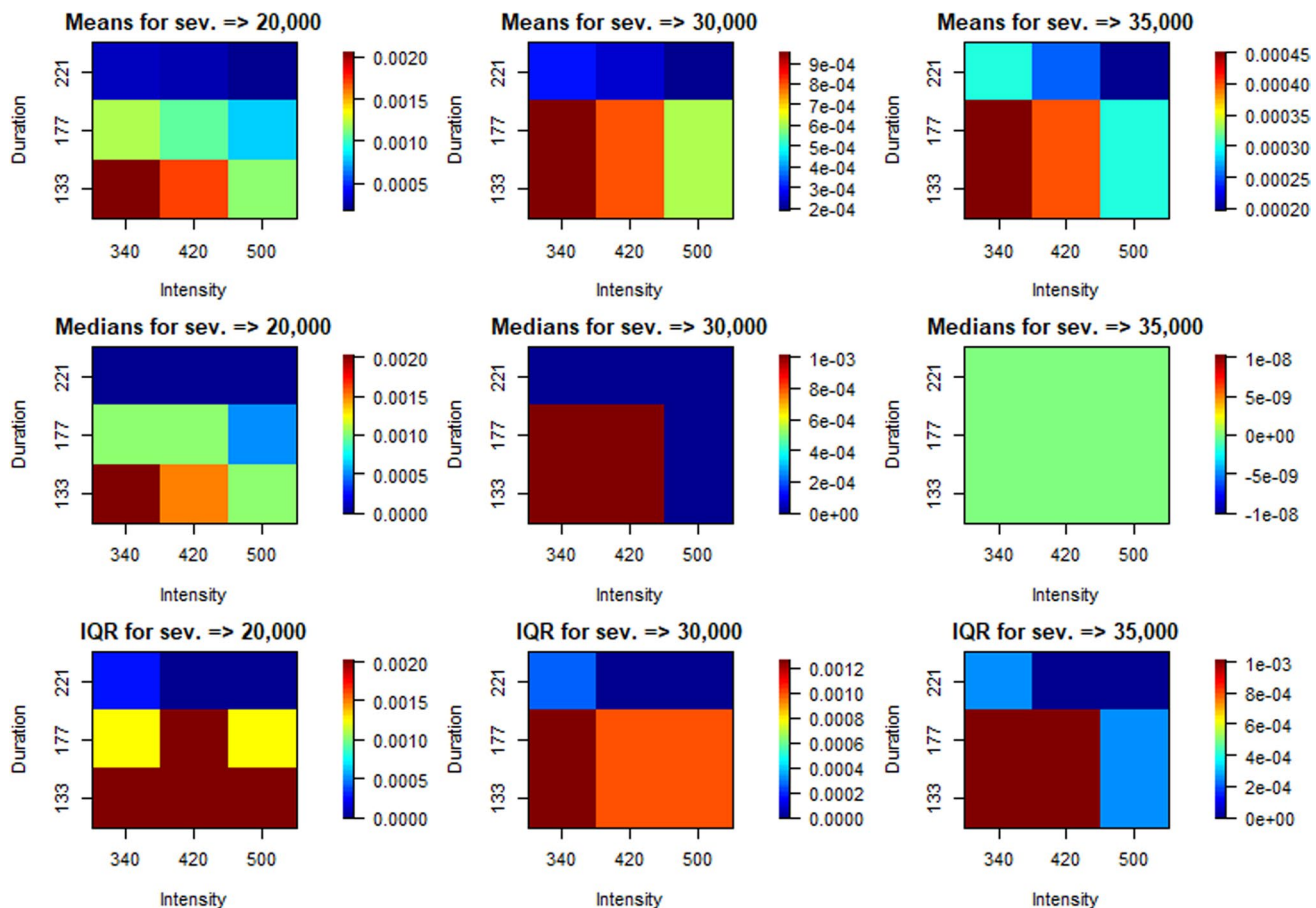 Means for sev. => 20,000
Duration
221
177
133
0.0020
0.0015
0.0010
0.0005
340 420 500
Intensity
Means for sev. => 30,000
Duration
221
177
133
9e-04
8e-04
7e-04
6e-04
5e-04
4e-04
3e-04
2e-04
340 420 500
Intensity
Means for sev. => 35,000
Duration
221
177
133
0.00045
0.00040
0.00035
0.00030
0.00025
0.00020
340 420 500
Intensity
Medians for sev. => 20,000
Duration
221
177
133
0.0020
0.0015
0.0010
0.0005
0.0000
340 420 500
Intensity
Medians for sev. => 30,000
Duration
221
177
133
1e-03
8e-04
6e-04
4e-04
2e-04
0e+00
340 420 500
Intensity
Medians for sev. => 35,000
Duration
221
177
133
1e-08
5e-09
0e+00
-5e-09
-1e-08
340 420 500
Intensity
IQR for sev. => 20,000
Duration
221
177
133
0.0020
0.0015
0.0010
0.0005
0.0000
340 420 500
Intensity
IQR for sev. => 30,000
Duration
221
177
133
0.0012
0.0010
0.0008
0.0006
0.0004
0.0002
0.0000
340 420 500
Intensity
IQR for sev. => 35,000
Duration
221
177
133
1e-03
8e-04
6e-04
4e-04
2e-04
0e+00
340 420 500
Intensity